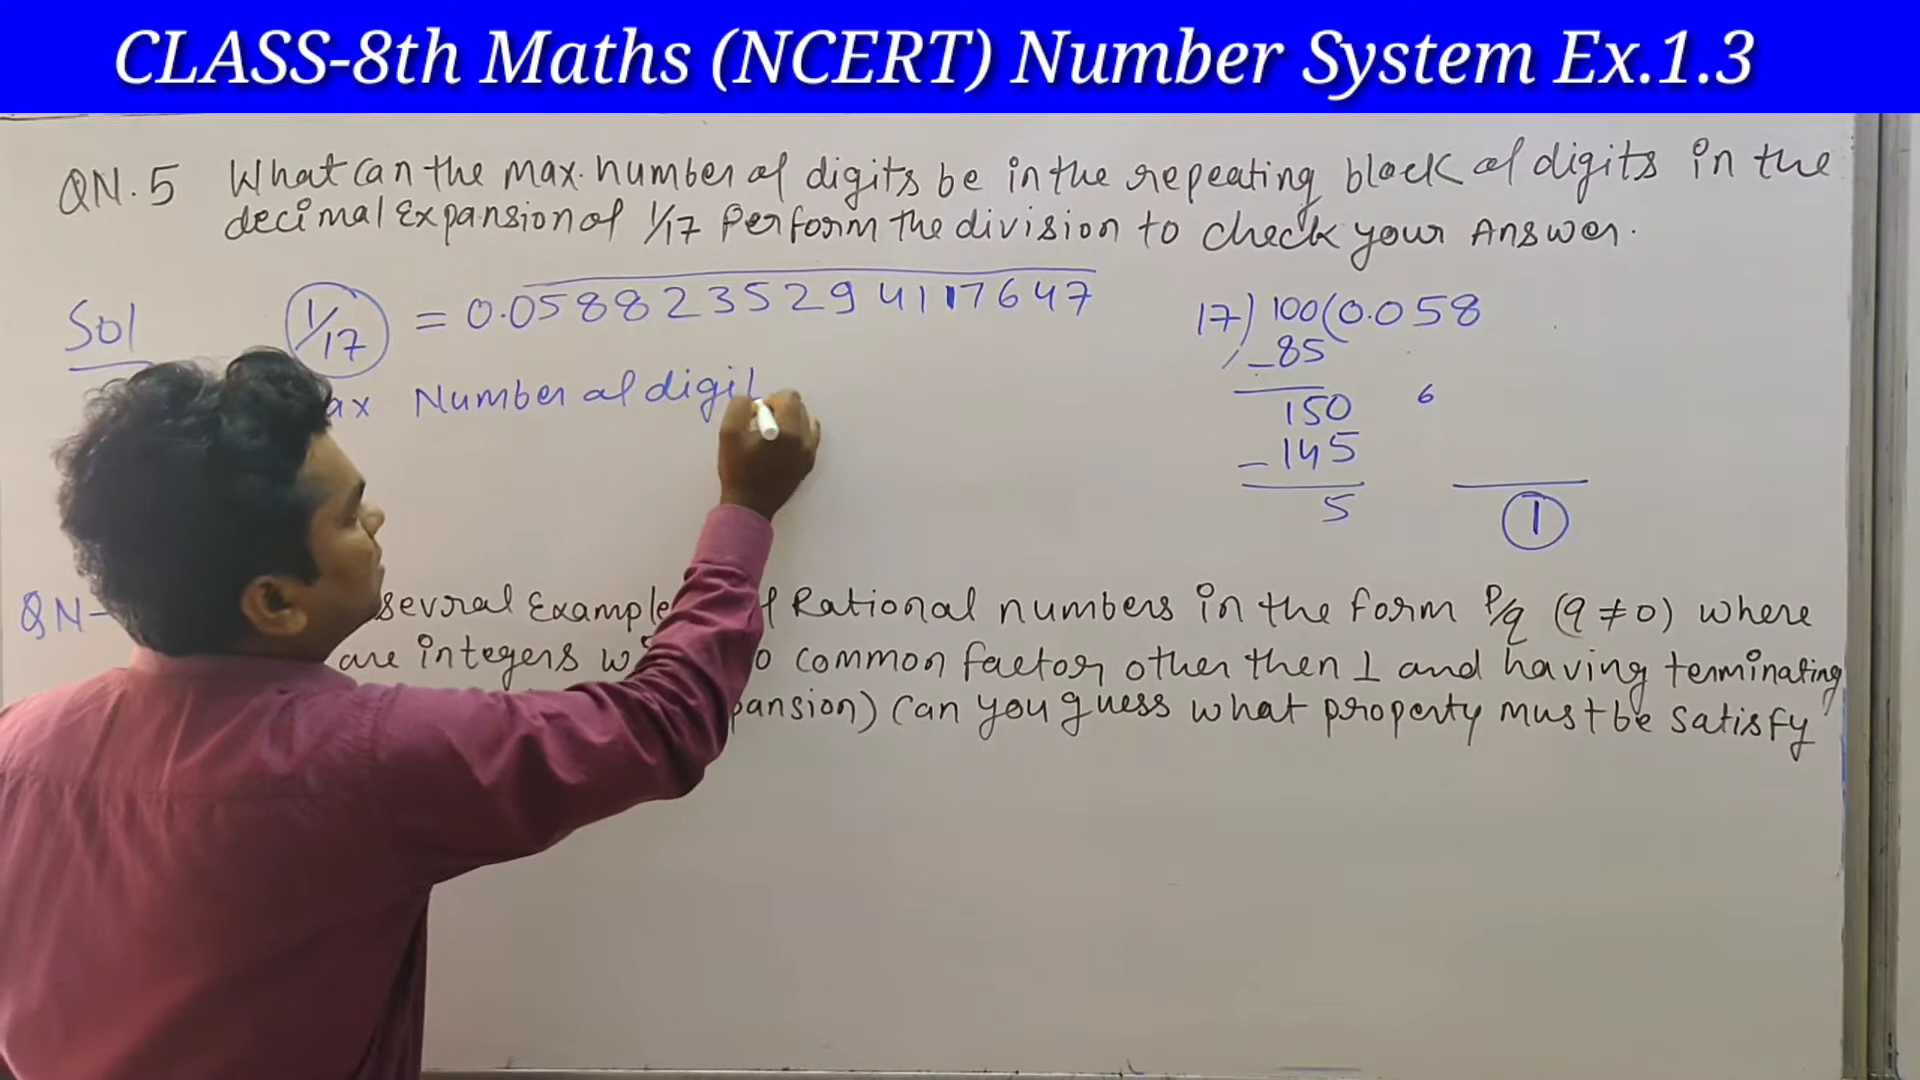 CLASS-8th Maths (NCERT) Number System Ex.1.3
QN.5 What can the max. number of digits be in the repeating block of digits in the
decimal Expansion of 1/17 Perform the division to check your Answer.
Sol 1/17 = 0.0588235294117647
ax Number of digit
17) 100(0.058
-85
150 6
-145
5 1
QN- several Example f Rational numbers in the form P/q (q ≠ 0) where
are integers wi o common factor other then 1 and having terminating
pansion) Can you guess what property must be satisfy